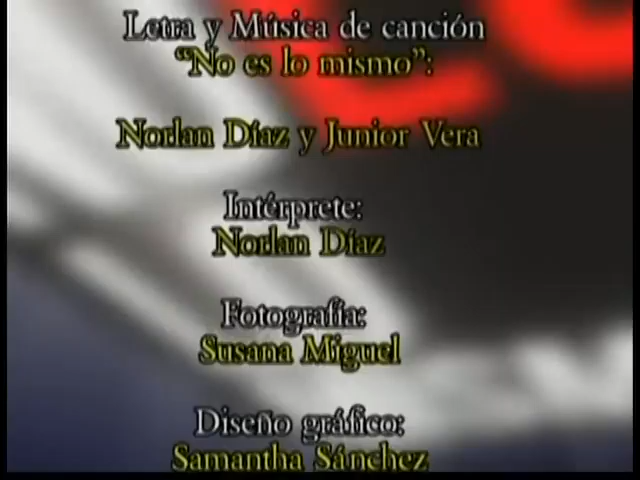 Letra y Música de canción
“No es lo mismo”:
Norlan Díaz y Junior Vera
Intérprete:
Norlan Díaz
Fotografía:
Susana Miguel
Diseño gráfico:
Samantha Sánchez